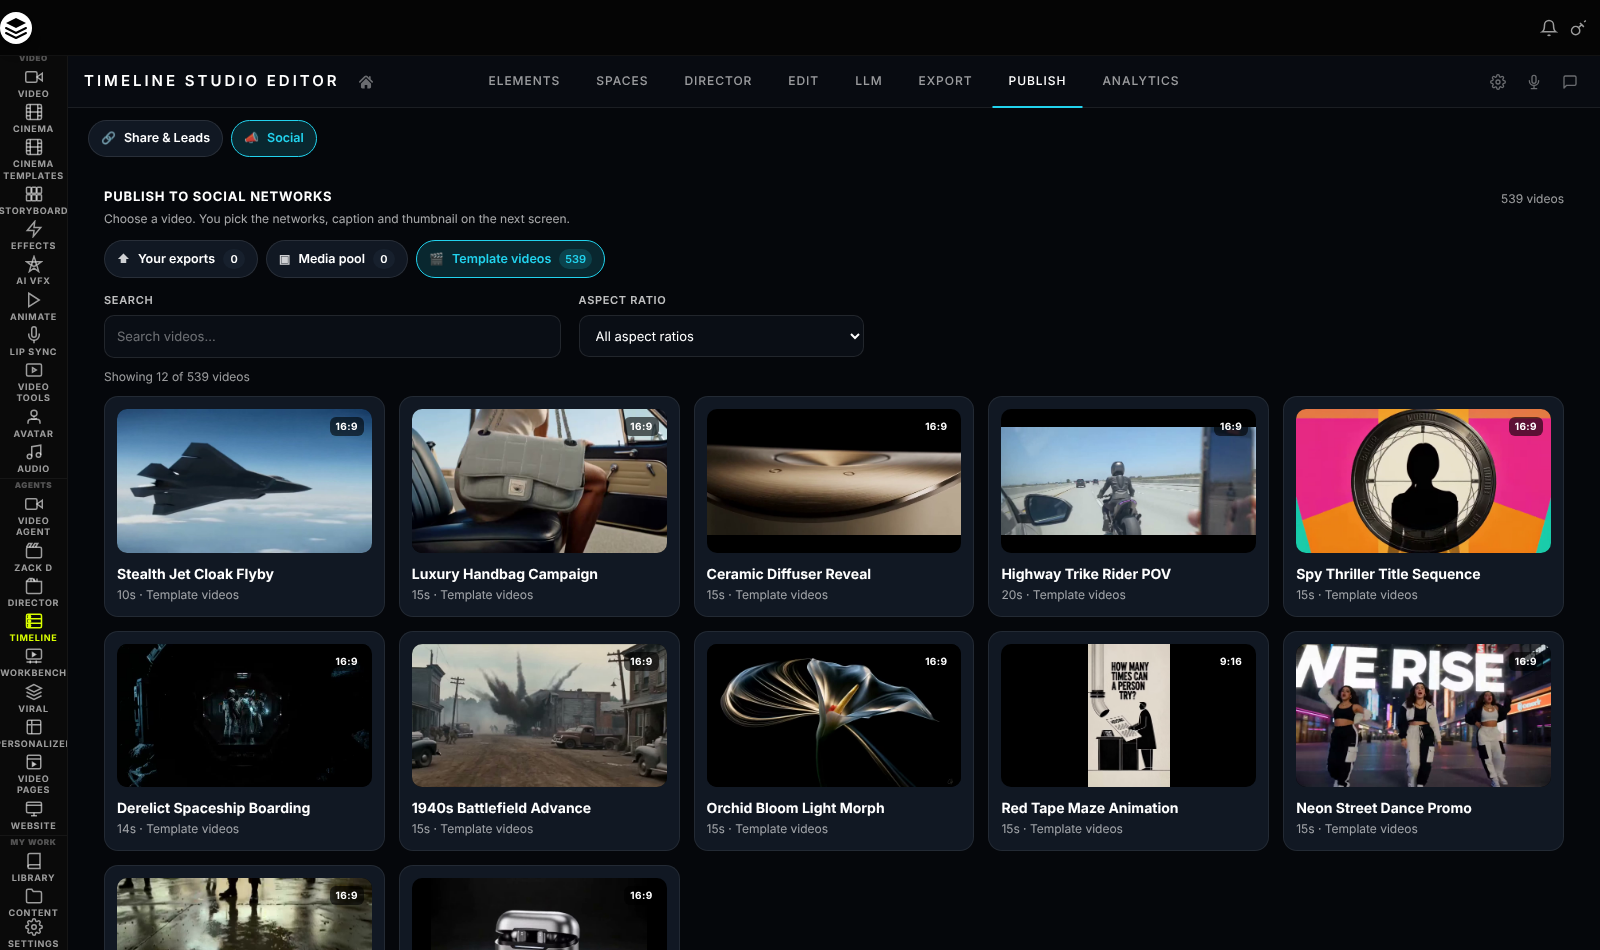 TIMELINE STUDIO EDITOR
ELEMENTS
SPACES
DIRECTOR
EDIT
LLM
EXPORT
PUBLISH
ANALYTICS
VIDEO
VIDEO
CINEMA
CINEMA
TEMPLATES
STORYBOARD
EFFECTS
AI VFX
ANIMATE
LIP SYNC
VIDEO
TOOLS
AVATAR
AUDIO
AGENTS
VIDEO
AGENT
ZACK D
DIRECTOR
TIMELINE
WORKBENCH
VIRAL
PERSONALIZE
VIDEO
PAGES
WEBSITE
MY WORK
LIBRARY
CONTENT
SETTINGS
Share & Leads
Social
PUBLISH TO SOCIAL NETWORKS
539 videos
Choose a video. You pick the networks, caption and thumbnail on the next screen.
Your exports 0
Media pool 0
Template videos 539
SEARCH
ASPECT RATIO
Search videos...
All aspect ratios
Showing 12 of 539 videos
16:9
Stealth Jet Cloak Flyby
10s · Template videos
16:9
Luxury Handbag Campaign
15s · Template videos
16:9
Ceramic Diffuser Reveal
15s · Template videos
16:9
Highway Trike Rider POV
20s · Template videos
16:9
Spy Thriller Title Sequence
15s · Template videos
16:9
Derelict Spaceship Boarding
14s · Template videos
16:9
1940s Battlefield Advance
15s · Template videos
16:9
Orchid Bloom Light Morph
15s · Template videos
HOW MANY
TIMES CAN
A PERSON
TRY?
9:16
Red Tape Maze Animation
15s · Template videos
WE RISE
16:9
Neon Street Dance Promo
15s · Template videos
16:9
16:9